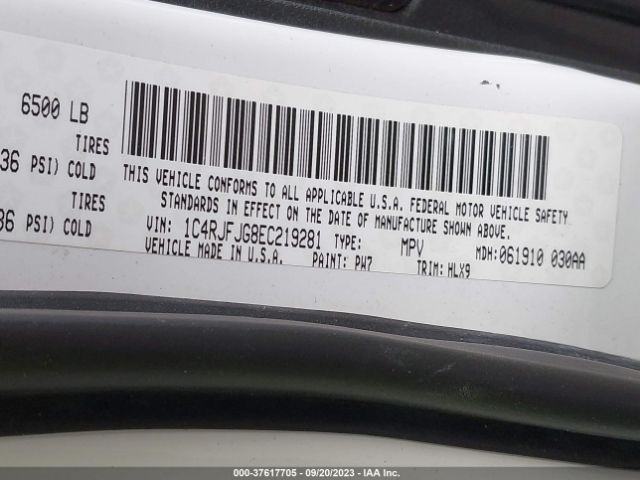 6500 LB
TIRES
36 PSI) COLD
TIRES
36 PSI) COLD
THIS VEHICLE CONFORMS TO ALL APPLICABLE U.S.A. FEDERAL MOTOR VEHICLE SAFETY
STANDARDS IN EFFECT ON THE DATE OF MANUFACTURE SHOWN ABOVE.
VIN: 1C4RJFJG8EC219281 TYPE: MPV MDH:061910 030AA
VEHICLE MADE IN U.S.A. PAINT: PW7 TRIM: HLX9
000-37617705 - 09/20/2023 - IAA Inc.